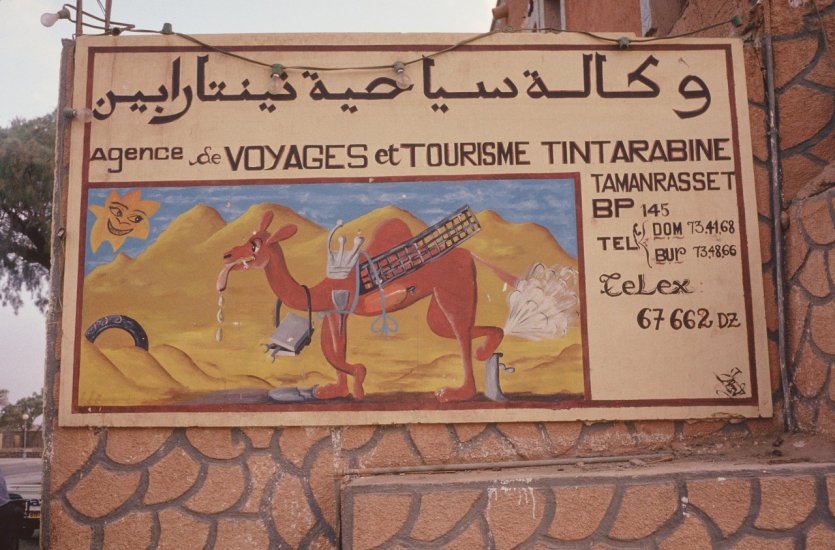 وكالة سياحية تينتارابين
Agence de VOYAGES et TOURISME TINTARABINE
TAMANRASSET
BP 145
TEL { DOM 73.41.68
BUR 73.48.66
TeLex :
67 662 DZ